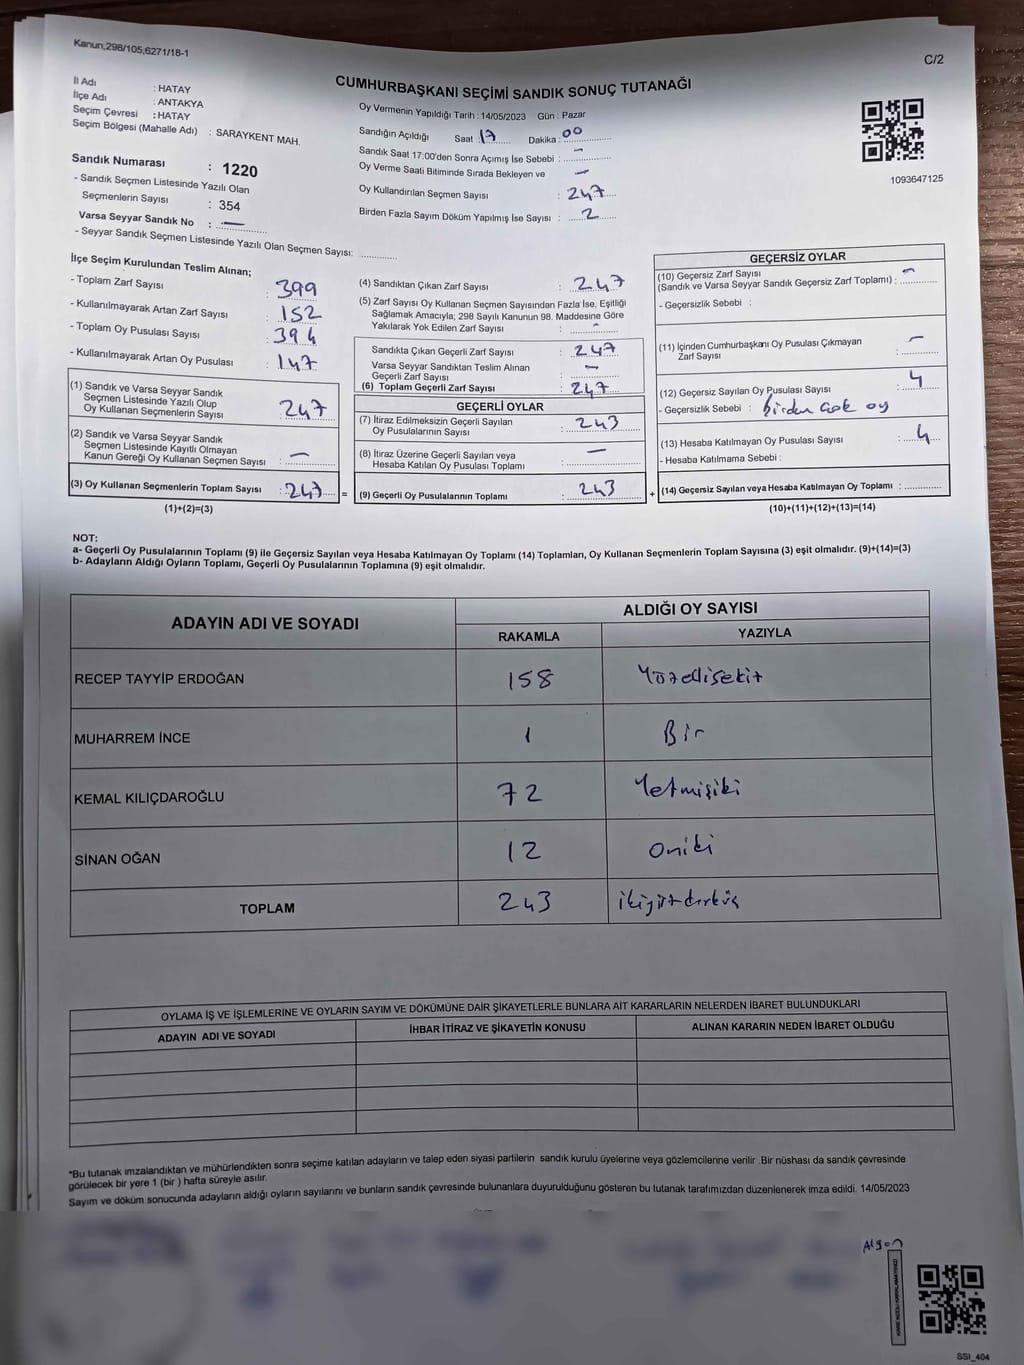 Kanun;298/105;6271/18-1
C/2
CUMHURBAŞKANI SEÇİMİ SANDIK SONUÇ TUTANAĞI
İl Adı : HATAY
İlçe Adı : ANTAKYA
Seçim Çevresi : HATAY
Seçim Bölgesi (Mahalle Adı) : SARAYKENT MAH.
Sandık Numarası : 1220
- Sandık Seçmen Listesinde Yazılı Olan
Seçmenlerin Sayısı : 354
Varsa Seyyar Sandık No : —
- Seyyar Sandık Seçmen Listesinde Yazılı Olan Seçmen Sayısı:
Oy Vermenin Yapıldığı Tarih : 14/05/2023 Gün : Pazar
Sandığın Açıldığı Saat : 17 Dakika : 00
Sandık Saat 17:00'den Sonra Açımış İse Sebebi : —
Oy Verme Saati Bitiminde Sırada Bekleyen ve —
Oy Kullandırılan Seçmen Sayısı : 247
Birden Fazla Sayım Döküm Yapılmış İse Sayısı : 2
1093647125
İlçe Seçim Kurulundan Teslim Alınan;
- Toplam Zarf Sayısı : 399
- Kullanılmayarak Artan Zarf Sayısı : 152
- Toplam Oy Pusulası Sayısı : 394
- Kullanılmayarak Artan Oy Pusulası : 147
(1) Sandık ve Varsa Seyyar Sandık
Seçmen Listesinde Yazılı Olup
Oy Kullanan Seçmenlerin Sayısı : 247
(2) Sandık ve Varsa Seyyar Sandık
Seçmen Listesinde Kayıtlı Olmayan
Kanun Gereği Oy Kullanan Seçmen Sayısı : —
(3) Oy Kullanan Seçmenlerin Toplam Sayısı : 247 =
(1)+(2)=(3)
(4) Sandıktan Çıkan Zarf Sayısı : 247
(5) Zarf Sayısı Oy Kullanan Seçmen Sayısından Fazla İse, Eşitliği
Sağlamak Amacıyla; 298 Sayılı Kanunun 98. Maddesine Göre
Yakılarak Yok Edilen Zarf Sayısı : -
Sandıkta Çıkan Geçerli Zarf Sayısı : 247
Varsa Seyyar Sandıktan Teslim Alınan
Geçerli Zarf Sayısı : —
(6) Toplam Geçerli Zarf Sayısı : 247
GEÇERLİ OYLAR
(7) İtiraz Edilmeksizin Geçerli Sayılan
Oy Pusulalarının Sayısı : 243
(8) İtiraz Üzerine Geçerli Sayılan veya
Hesaba Katılan Oy Pusulası Toplamı : —
(9) Geçerli Oy Pusulalarının Toplamı : 243 +
GEÇERSİZ OYLAR
(10) Geçersiz Zarf Sayısı
(Sandık ve Varsa Seyyar Sandık Geçersiz Zarf Toplamı) : —
- Geçersizlik Sebebi :
(11) İçinden Cumhurbaşkanı Oy Pusulası Çıkmayan
Zarf Sayısı : —
(12) Geçersiz Sayılan Oy Pusulası Sayısı : 4
- Geçersizlik Sebebi : Birden çok oy
(13) Hesaba Katılmayan Oy Pusulası Sayısı : 4
- Hesaba Katılmama Sebebi :
(14) Geçersiz Sayılan veya Hesaba Katılmayan Oy Toplamı :
(10)+(11)+(12)+(13)=(14)
NOT:
a- Geçerli Oy Pusulalarının Toplamı (9) ile Geçersiz Sayılan veya Hesaba Katılmayan Oy Toplamı (14) Toplamları, Oy Kullanan Seçmenlerin Toplam Sayısına (3) eşit olmalıdır. (9)+(14)=(3)
b- Adayların Aldığı Oyların Toplamı, Geçerli Oy Pusulalarının Toplamına (9) eşit olmalıdır.
ADAYIN ADI VE SOYADI
ALDIĞI OY SAYISI
RAKAMLA YAZIYLA
RECEP TAYYİP ERDOĞAN 158 Yüzellisekiz
MUHARREM İNCE 1 Bir
KEMAL KILIÇDAROĞLU 72 Yetmişiki
SİNAN OĞAN 12 Oniki
TOPLAM 243 ikiyüzkırküç
OYLAMA İŞ VE İŞLEMLERİNE VE OYLARIN SAYIM VE DÖKÜMÜNE DAİR ŞİKAYETLERLE BUNLARA AİT KARARLARIN NELERDEN İBARET BULUNDUKLARI
ADAYIN ADI VE SOYADI İHBAR İTİRAZ VE ŞİKAYETİN KONUSU ALINAN KARARIN NEDEN İBARET OLDUĞU
*Bu tutanak imzalandıktan ve mühürlendikten sonra seçime katılan adayların ve talep eden siyasi partilerin sandık kurulu üyelerine veya gözlemcilerine verilir .Bir nüshası da sandık çevresinde
görülecek bir yere 1 (bir ) hafta süreyle asılır.
Sayım ve döküm sonucunda adayların aldığı oyların sayılarını ve bunların sandık çevresinde bulunanlara duyurulduğunu gösteren bu tutanak tarafımızdan düzenlenerek imza edildi. 14/05/2023
SSI_404